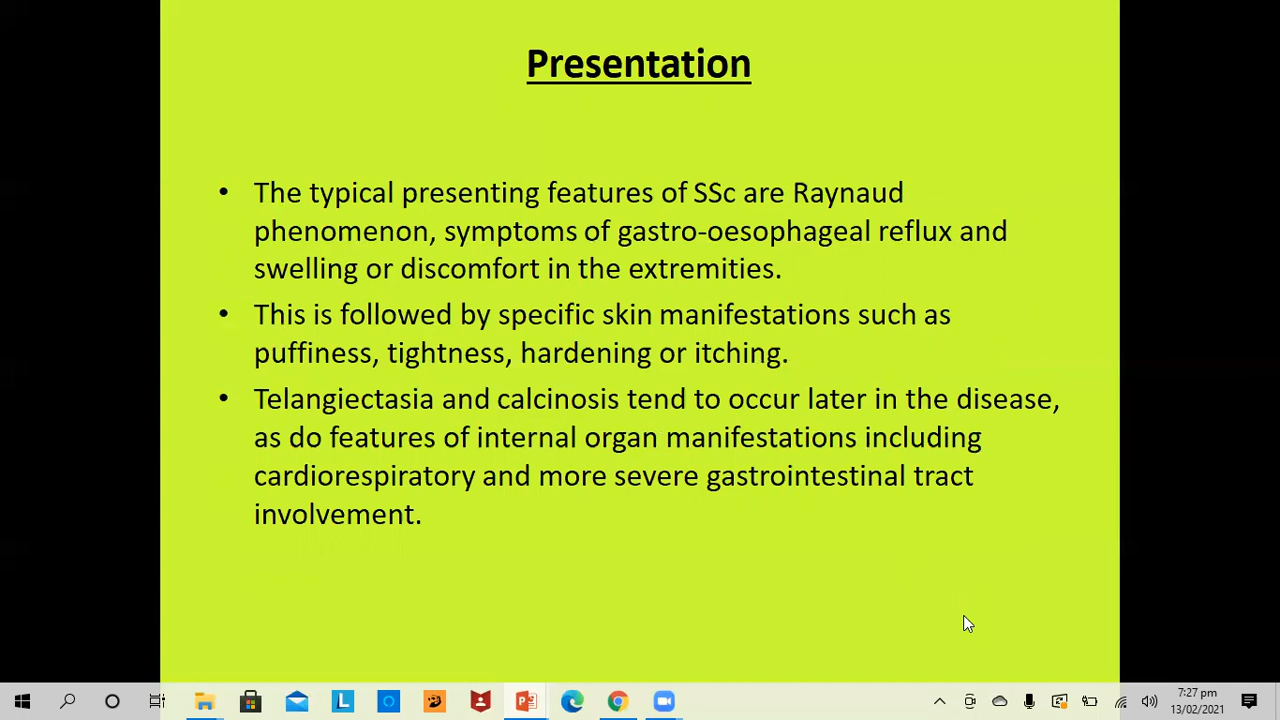 Presentation
• The typical presenting features of SSc are Raynaud
phenomenon, symptoms of gastro-oesophageal reflux and
swelling or discomfort in the extremities.
• This is followed by specific skin manifestations such as
puffiness, tightness, hardening or itching.
• Telangiectasia and calcinosis tend to occur later in the disease,
as do features of internal organ manifestations including
cardiorespiratory and more severe gastrointestinal tract
involvement.
7:27 pm
13/02/2021